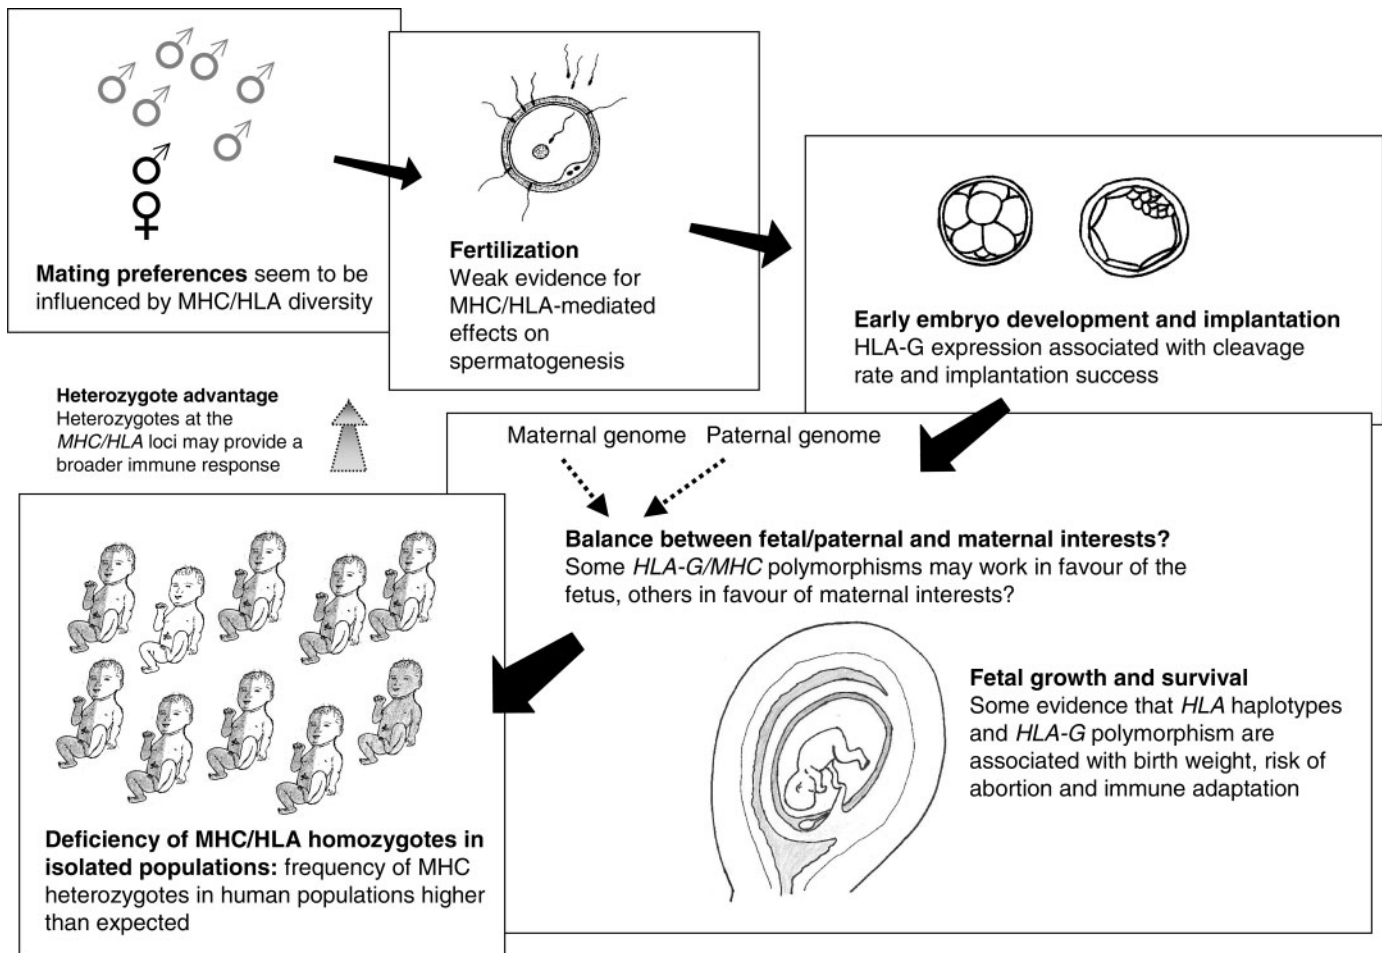 Mating preferences seem to be
influenced by MHC/HLA diversity
Fertilization
Weak evidence for
MHC/HLA-mediated
effects on
spermatogenesis
Early embryo development and implantation
HLA-G expression associated with cleavage
rate and implantation success
Maternal genome Paternal genome
Balance between fetal/paternal and maternal interests?
Some HLA-G/MHC polymorphisms may work in favour of the
fetus, others in favour of maternal interests?
Fetal growth and survival
Some evidence that HLA haplotypes
and HLA-G polymorphism are
associated with birth weight, risk of
abortion and immune adaptation
Deficiency of MHC/HLA homozygotes in
isolated populations: frequency of MHC
heterozygotes in human populations higher
than expected
Heterozygote advantage
Heterozygotes at the
MHC/HLA loci may provide a
broader immune response